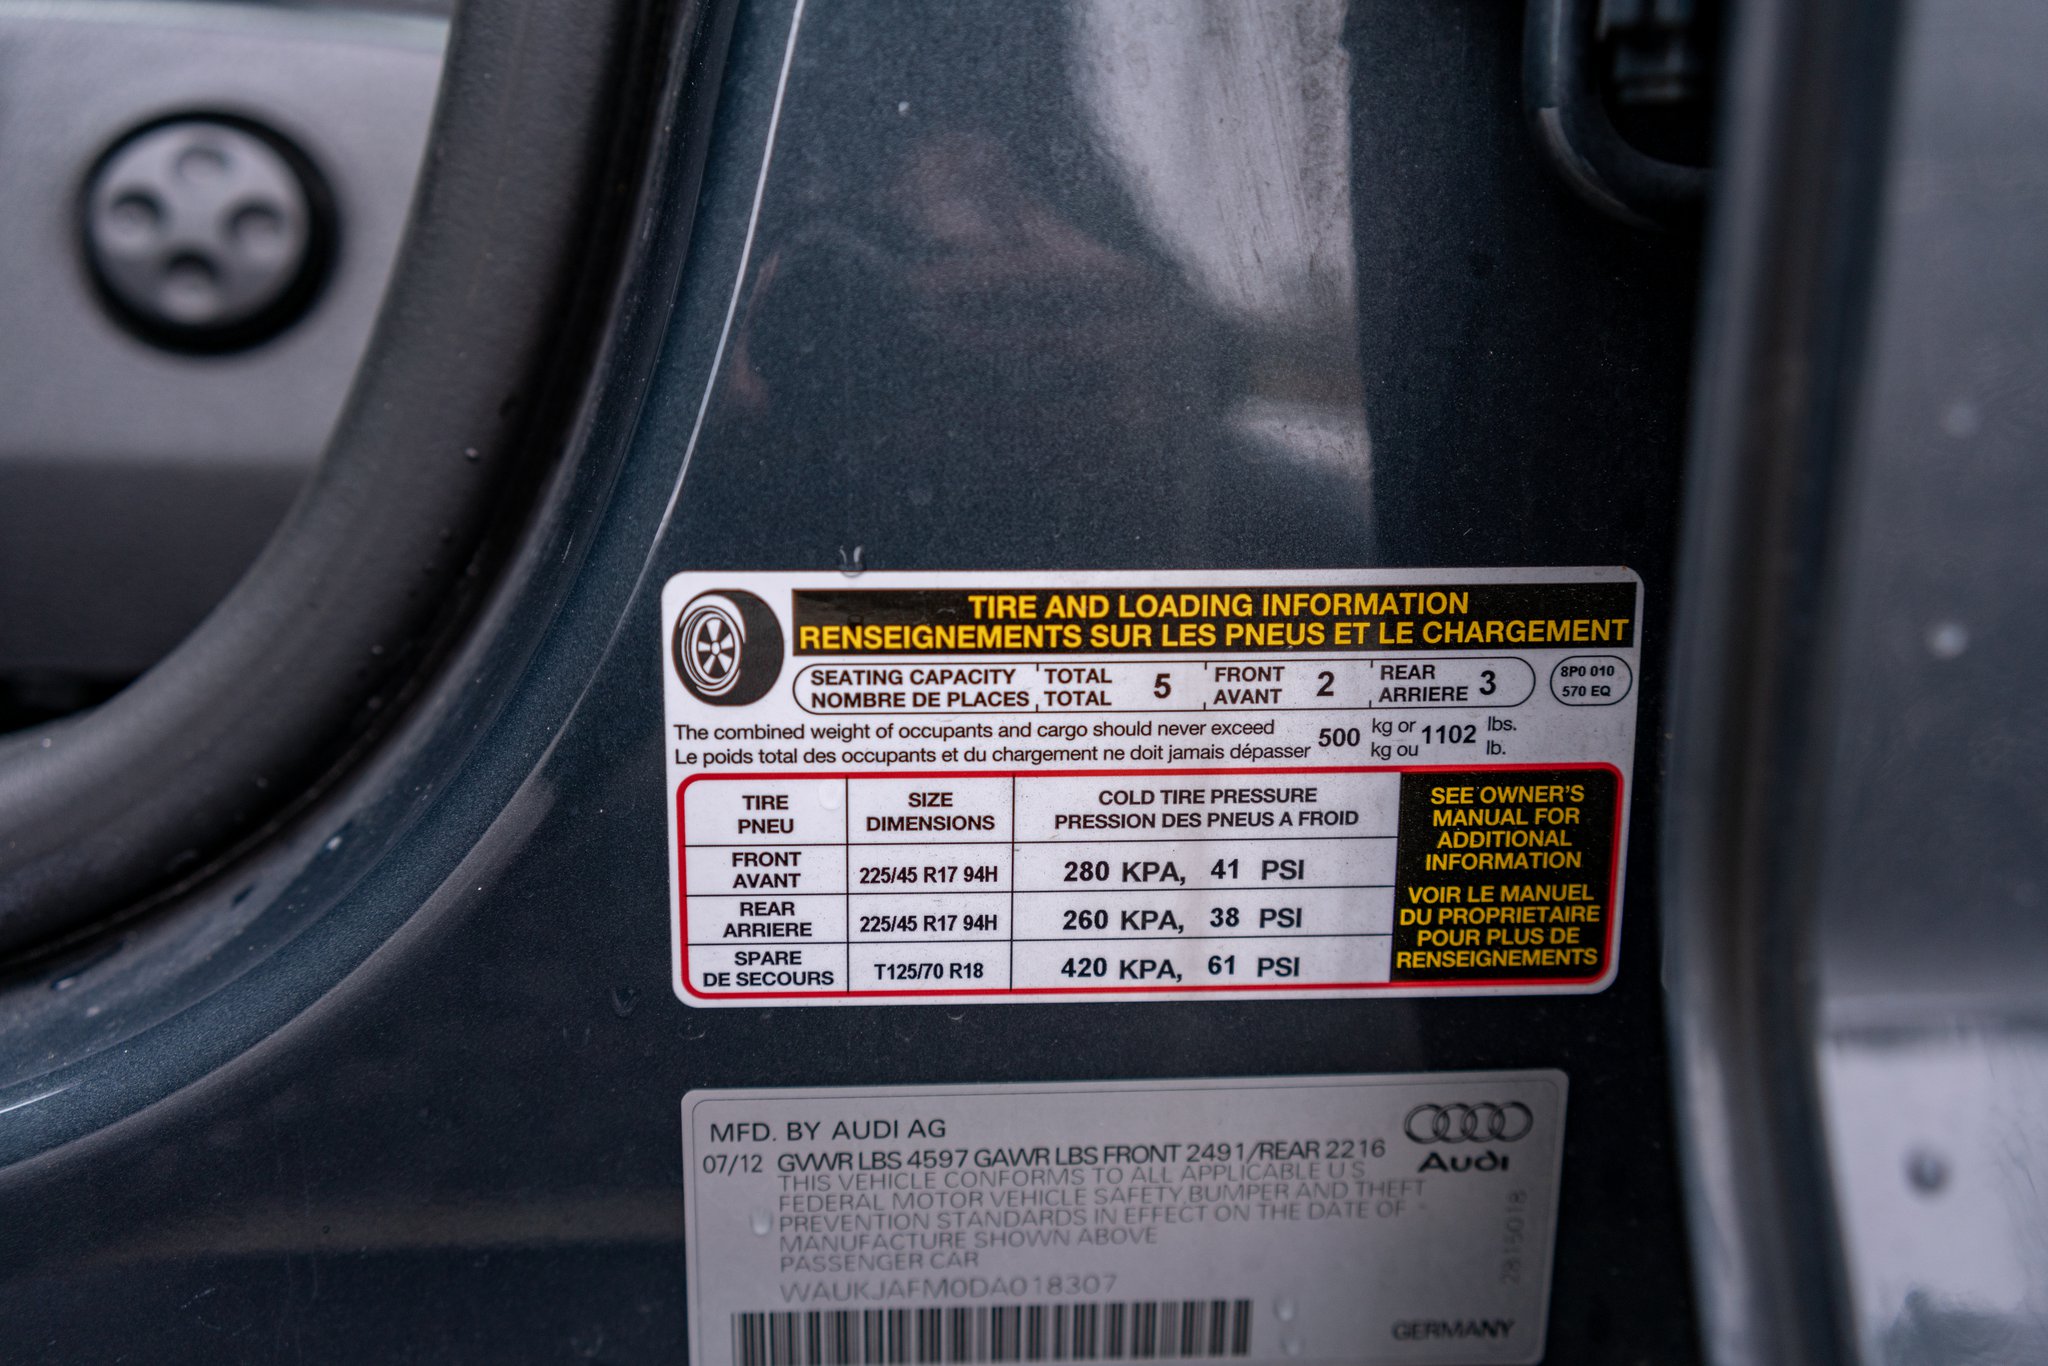 TIRE AND LOADING INFORMATION
RENSEIGNEMENTS SUR LES PNEUS ET LE CHARGEMENT
SEATING CAPACITY TOTAL 5 FRONT 2 REAR 3
NOMBRE DE PLACES TOTAL AVANT ARRIERE
8P0 010
570 EQ
The combined weight of occupants and cargo should never exceed 500 kg or 1102 lbs.
Le poids total des occupants et du chargement ne doit jamais dépasser kg ou lb.
TIRE SIZE COLD TIRE PRESSURE
PNEU DIMENSIONS PRESSION DES PNEUS A FROID
FRONT
AVANT 225/45 R17 94H 280 KPA, 41 PSI
REAR
ARRIERE 225/45 R17 94H 260 KPA, 38 PSI
SPARE
DE SECOURS T125/70 R18 420 KPA, 61 PSI
SEE OWNER'S
MANUAL FOR
ADDITIONAL
INFORMATION
VOIR LE MANUEL
DU PROPRIETAIRE
POUR PLUS DE
RENSEIGNEMENTS
MFD. BY AUDI AG
07/12 GVWR LBS 4597 GAWR LBS FRONT 2491/REAR 2216
THIS VEHICLE CONFORMS TO ALL APPLICABLE U S
FEDERAL MOTOR VEHICLE SAFETY,BUMPER AND THEFT
PREVENTION STANDARDS IN EFFECT ON THE DATE OF
MANUFACTURE SHOWN ABOVE
PASSENGER CAR
WAUKJAFM0DA018307
Audi
2815018
GERMANY